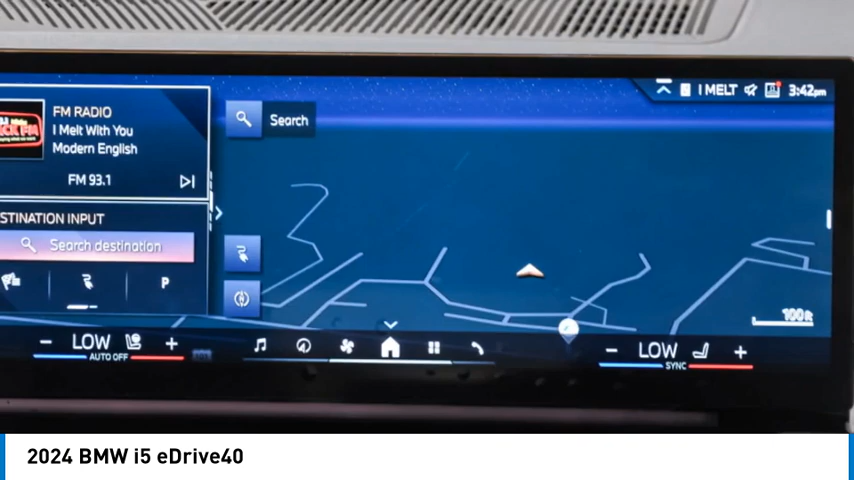 FM RADIO
I Melt With You
Modern English
FM 93.1
STINATION INPUT
Search destination
P
Search
I MELT
3:42pm
100ft
LOW
AUTO OFF
LOW
SYNC
2024 BMW i5 eDrive40